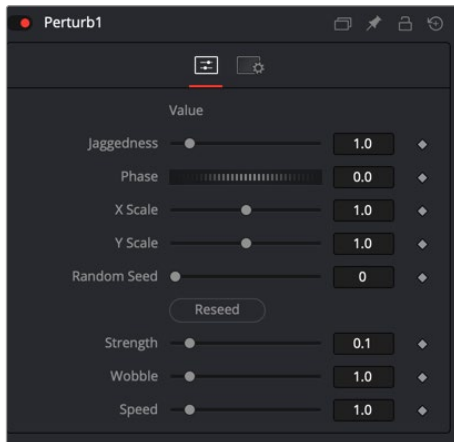 Perturb1
Value
Jaggedness 1.0
Phase 0.0
X Scale 1.0
Y Scale 1.0
Random Seed 0
Reseed
Strength 0.1
Wobble 1.0
Speed 1.0